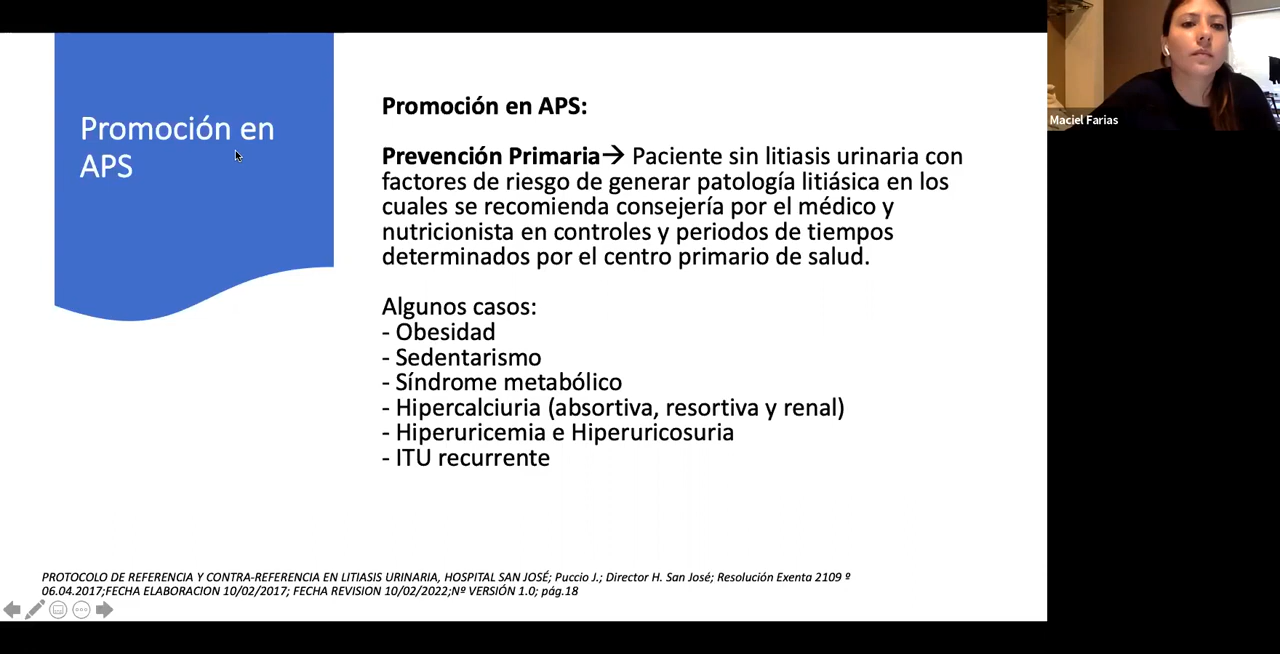 Promoción en
APS
Promoción en APS:
Prevención Primaria→ Paciente sin litiasis urinaria con
factores de riesgo de generar patología litiásica en los
cuales se recomienda consejería por el médico y
nutricionista en controles y periodos de tiempos
determinados por el centro primario de salud.
Algunos casos:
- Obesidad
- Sedentarismo
- Síndrome metabólico
- Hipercalciuria (absortiva, resortiva y renal)
- Hiperuricemia e Hiperuricosuria
- ITU recurrente
PROTOCOLO DE REFERENCIA Y CONTRA-REFERENCIA EN LITIASIS URINARIA, HOSPITAL SAN JOSÉ; Puccio J.; Director H. San José; Resolución Exenta 2109 º
06.04.2017;FECHA ELABORACION 10/02/2017; FECHA REVISION 10/02/2022;Nº VERSIÓN 1.0; pág.18
Maciel Farias